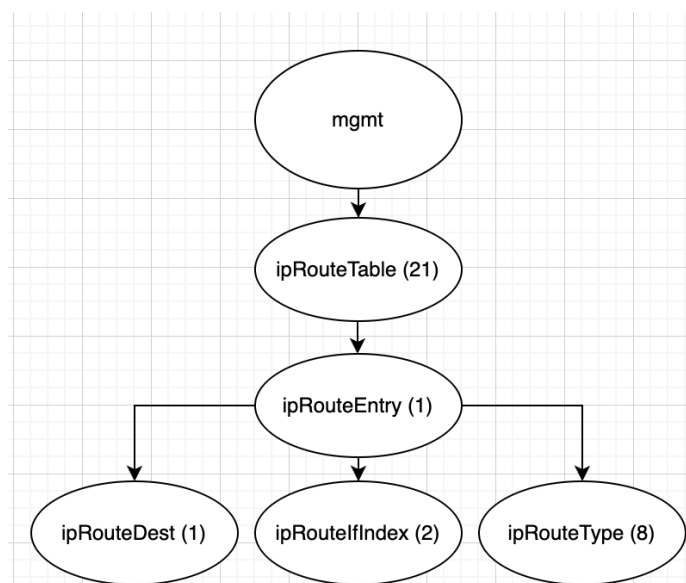 mgmt
ipRouteTable (21)
ipRouteEntry (1)
ipRouteDest (1)
ipRouteIfIndex (2)
ipRouteType (8)